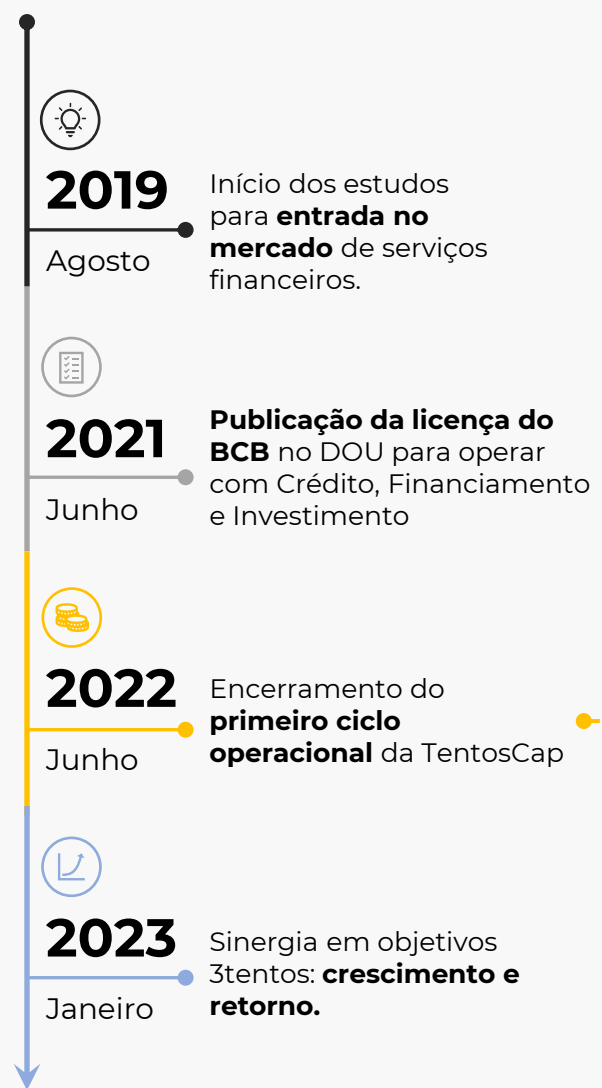 2019
Agosto
Início dos estudos
para entrada no
mercado de serviços
financeiros.
2021
Junho
Publicação da licença do
BCB no DOU para operar
com Crédito, Financiamento
e Investimento
2022
Junho
Encerramento do
primeiro ciclo
operacional da TentosCap
2023
Janeiro
Sinergia em objetivos
3tentos: crescimento e
retorno.